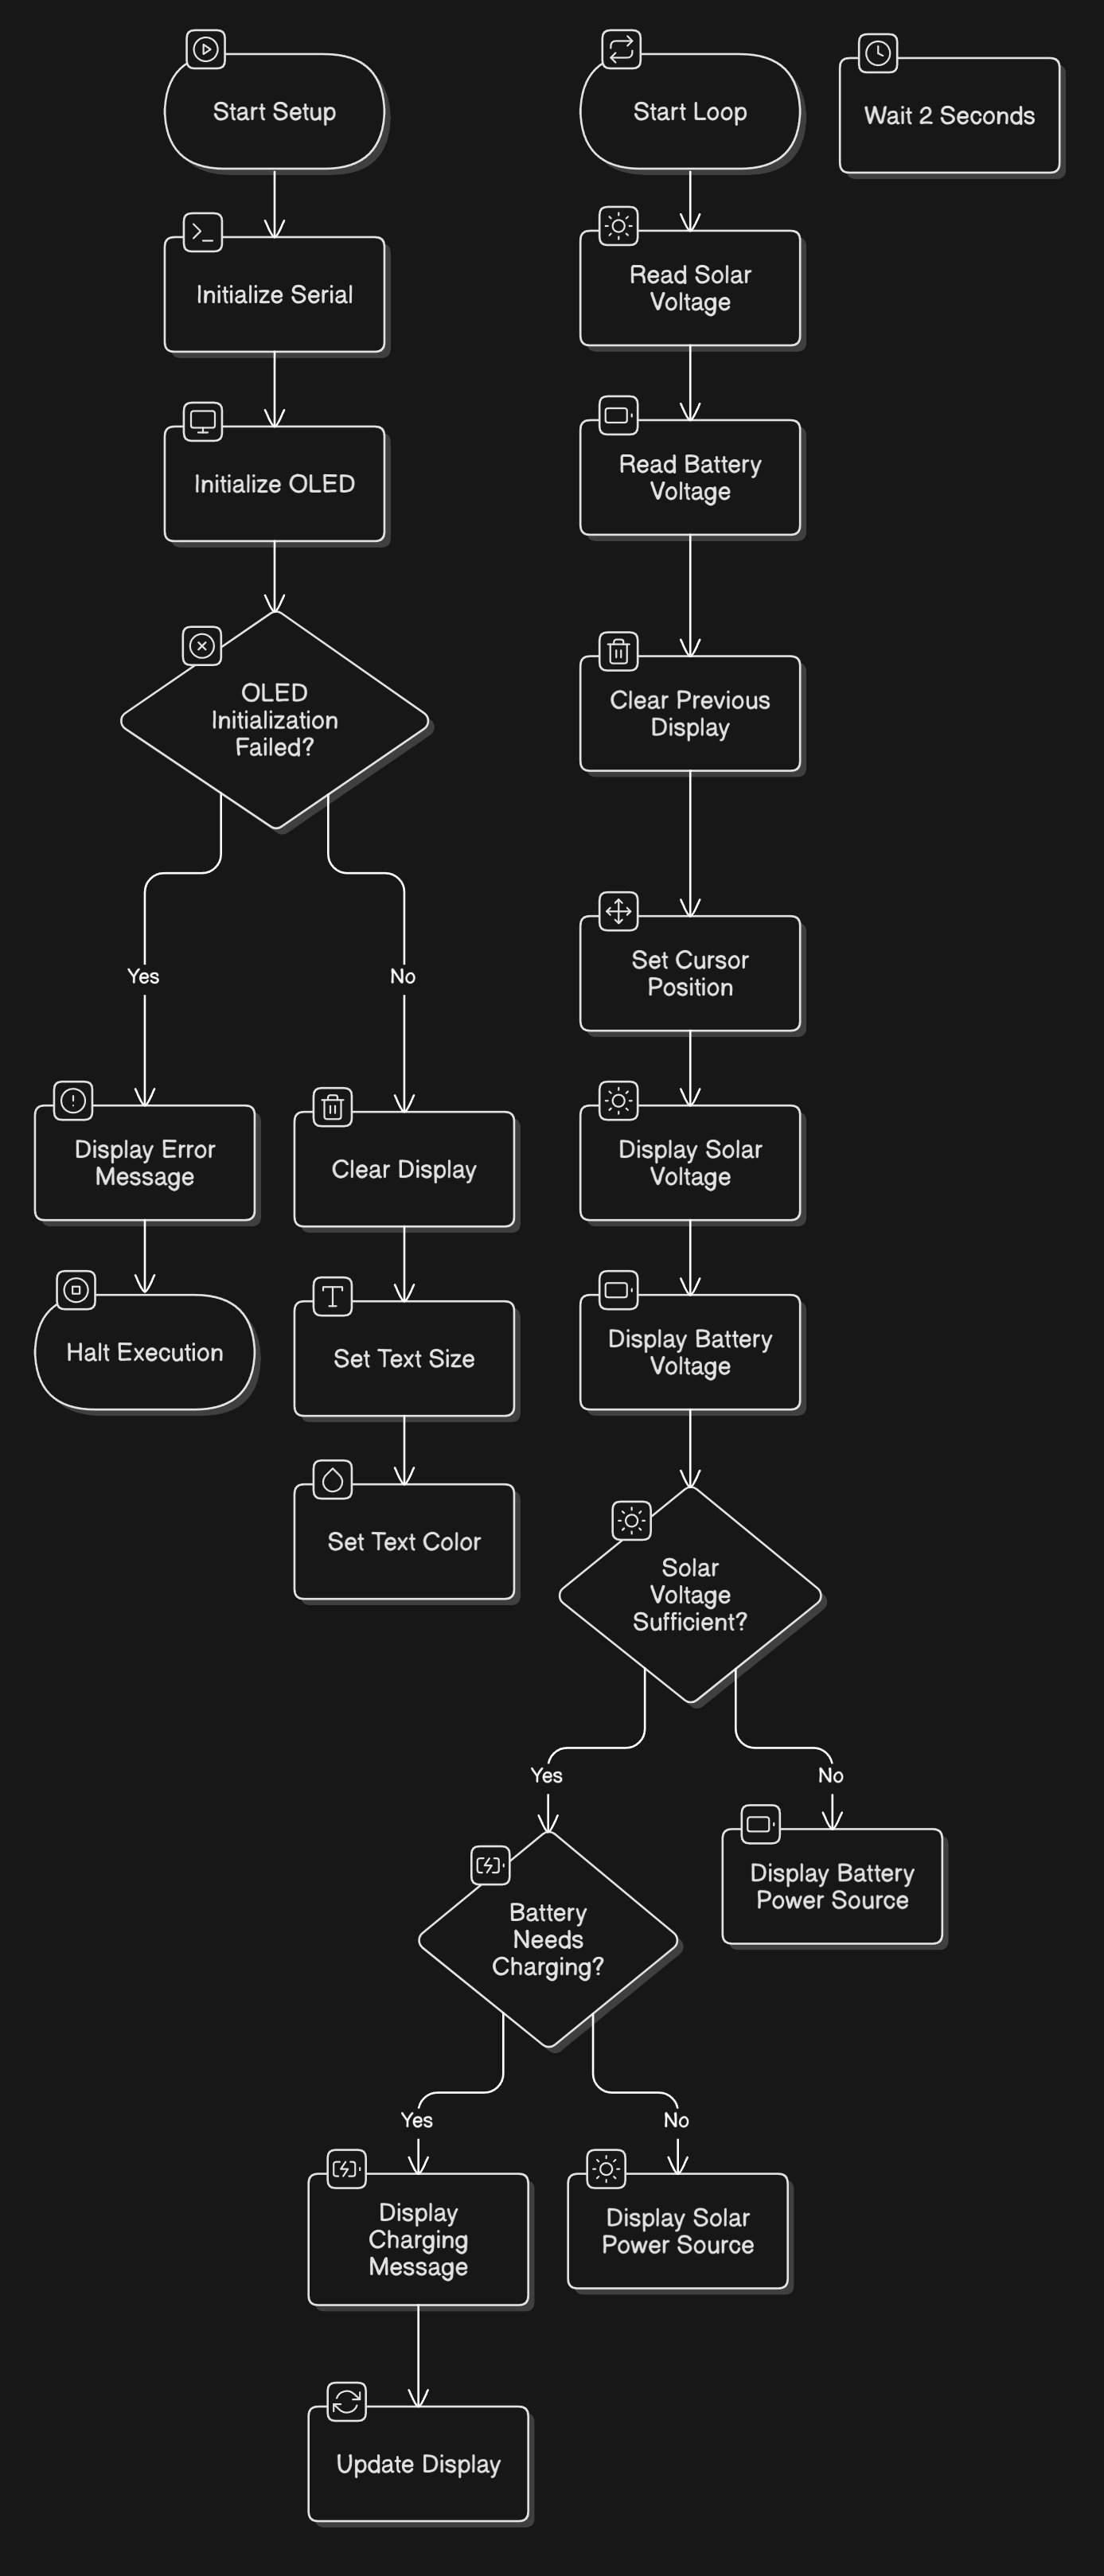 Start Setup
Start Loop
Wait 2 Seconds
Initialize Serial
Read Solar
Voltage
Initialize OLED
Read Battery
Voltage
OLED
Initialization
Failed?
Clear Previous
Display
Yes
No
Set Cursor
Position
Display Error
Message
Clear Display
Display Solar
Voltage
Halt Execution
Set Text Size
Display Battery
Voltage
Set Text Color
Solar
Voltage
Sufficient?
Yes
No
Battery
Needs
Charging?
Display Battery
Power Source
Yes
No
Display
Charging
Message
Display Solar
Power Source
Update Display